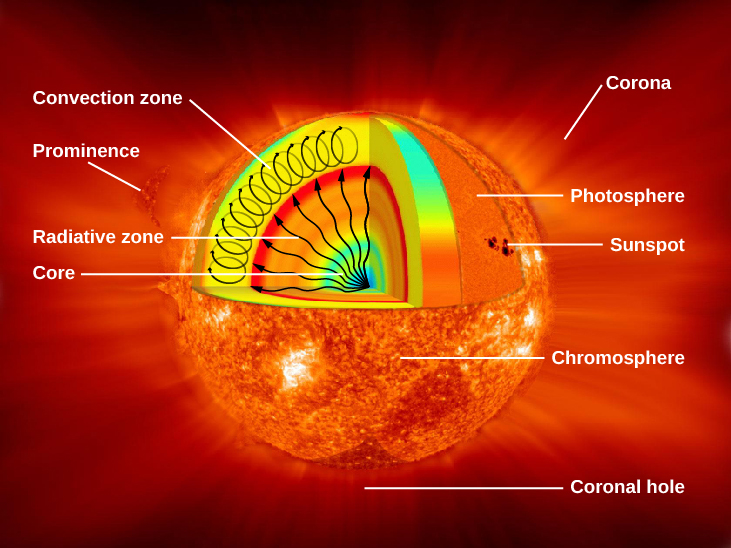 Convection zone
Corona
Prominence
Photosphere
Radiative zone
Sunspot
Core
Chromosphere
Coronal hole